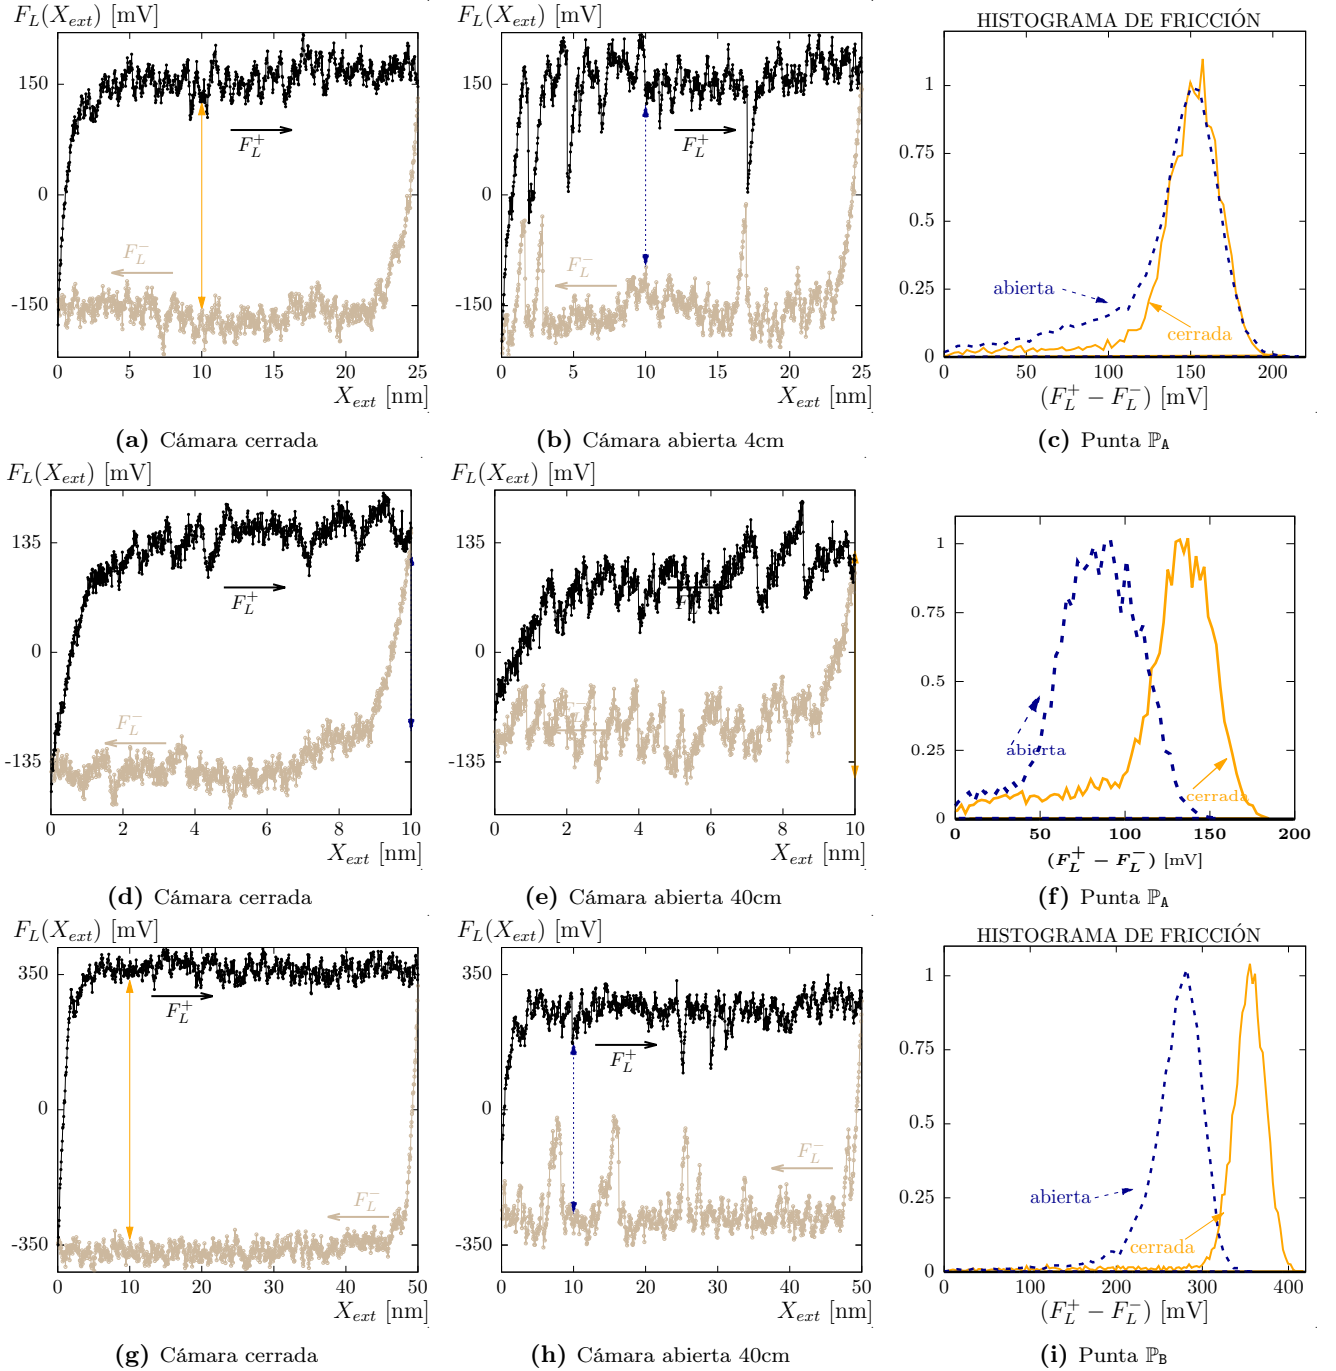 F_L(X_ext) [mV]
150
0
-150
F_L^+
F_L^-
0 5 10 15 20 25
X_ext [nm]
(a) Cámara cerrada
F_L(X_ext) [mV]
150
0
-150
F_L^+
F_L^-
0 5 10 15 20 25
X_ext [nm]
(b) Cámara abierta 4cm
HISTOGRAMA DE FRICCIÓN
1
0.75
0.5
0.25
0
abierta
cerrada
0 50 100 150 200
(F_L^+ − F_L^-) [mV]
(c) Punta ℙ_A
F_L(X_ext) [mV]
135
0
-135
F_L^+
F_L^-
0 2 4 6 8 10
X_ext [nm]
(d) Cámara cerrada
F_L(X_ext) [mV]
135
0
-135
0 2 4 6 8 10
X_ext [nm]
(e) Cámara abierta 40cm
1
0.75
0.5
0.25
0
abierta
cerrada
0 50 100 150 200
(F_L^+ − F_L^-) [mV]
(f) Punta ℙ_A
F_L(X_ext) [mV]
350
0
-350
F_L^+
F_L^-
0 10 20 30 40 50
X_ext [nm]
(g) Cámara cerrada
F_L(X_ext) [mV]
350
0
-350
F_L^+
F_L^-
0 10 20 30 40 50
X_ext [nm]
(h) Cámara abierta 40cm
HISTOGRAMA DE FRICCIÓN
1
0.75
0.5
0.25
0
abierta
cerrada
0 100 200 300 400
(F_L^+ − F_L^-) [mV]
(i) Punta ℙ_B